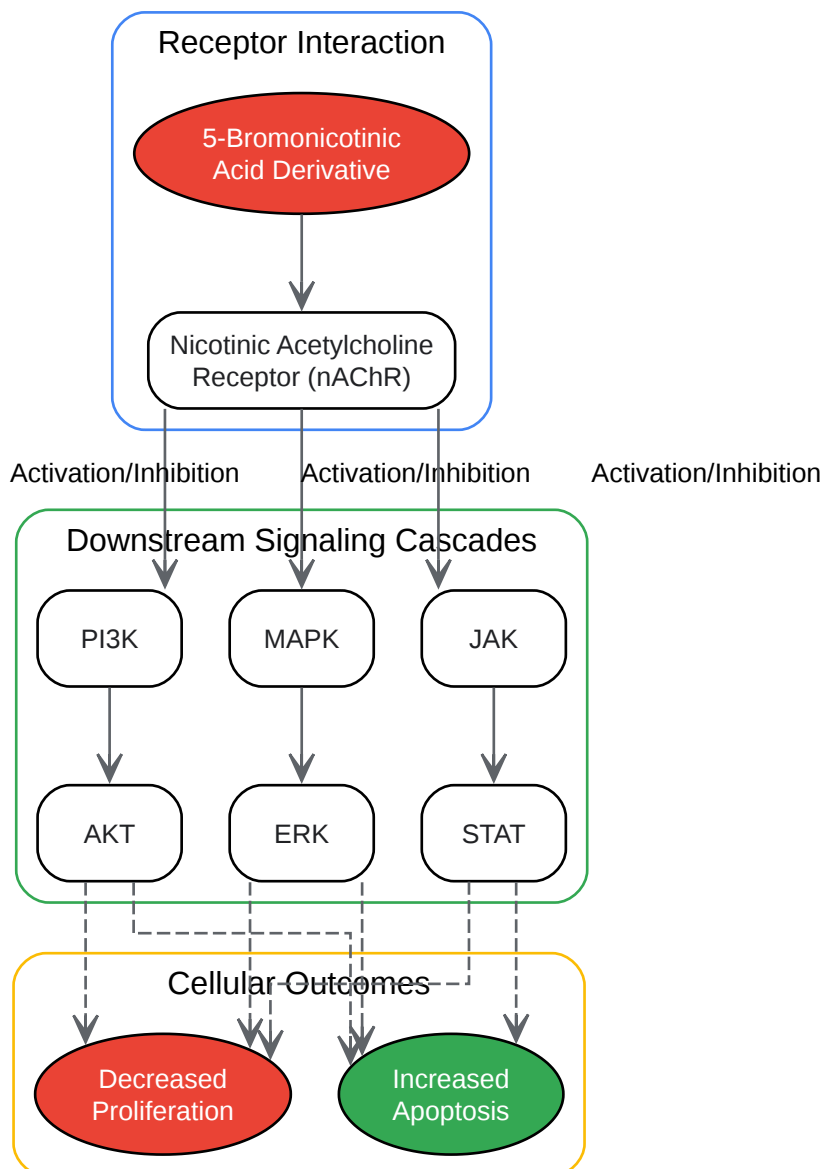 Receptor Interaction
5-Bromonicotinic
Acid Derivative
Nicotinic Acetylcholine
Receptor (nAChR)
Activation/Inhibition
Activation/Inhibition
Activation/Inhibition
Downstream Signaling Cascades
PI3K
MAPK
JAK
AKT
ERK
STAT
Cellular Outcomes
Decreased
Proliferation
Increased
Apoptosis